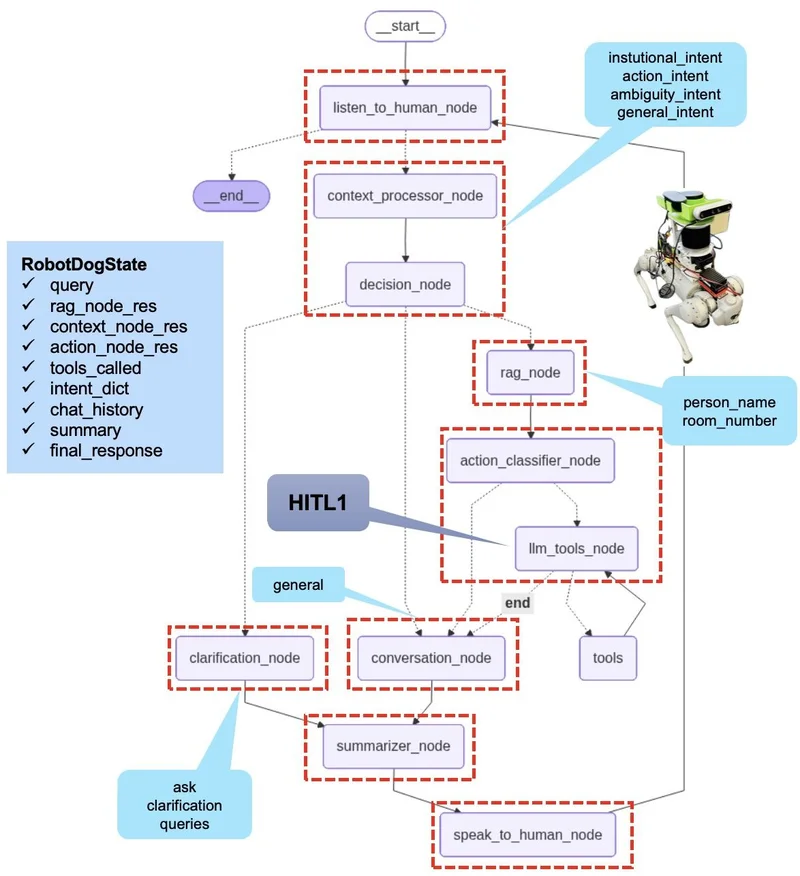 __start__
listen_to_human_node
instutional_intent
action_intent
ambiguity_intent
general_intent
__end__
context_processor_node
decision_node
RobotDogState
✓ query
✓ rag_node_res
✓ context_node_res
✓ action_node_res
✓ tools_called
✓ intent_dict
✓ chat_history
✓ summary
✓ final_response
rag_node
person_name
room_number
action_classifier_node
HITL1
llm_tools_node
general
end
clarification_node
conversation_node
tools
summarizer_node
ask
clarification
queries
speak_to_human_node